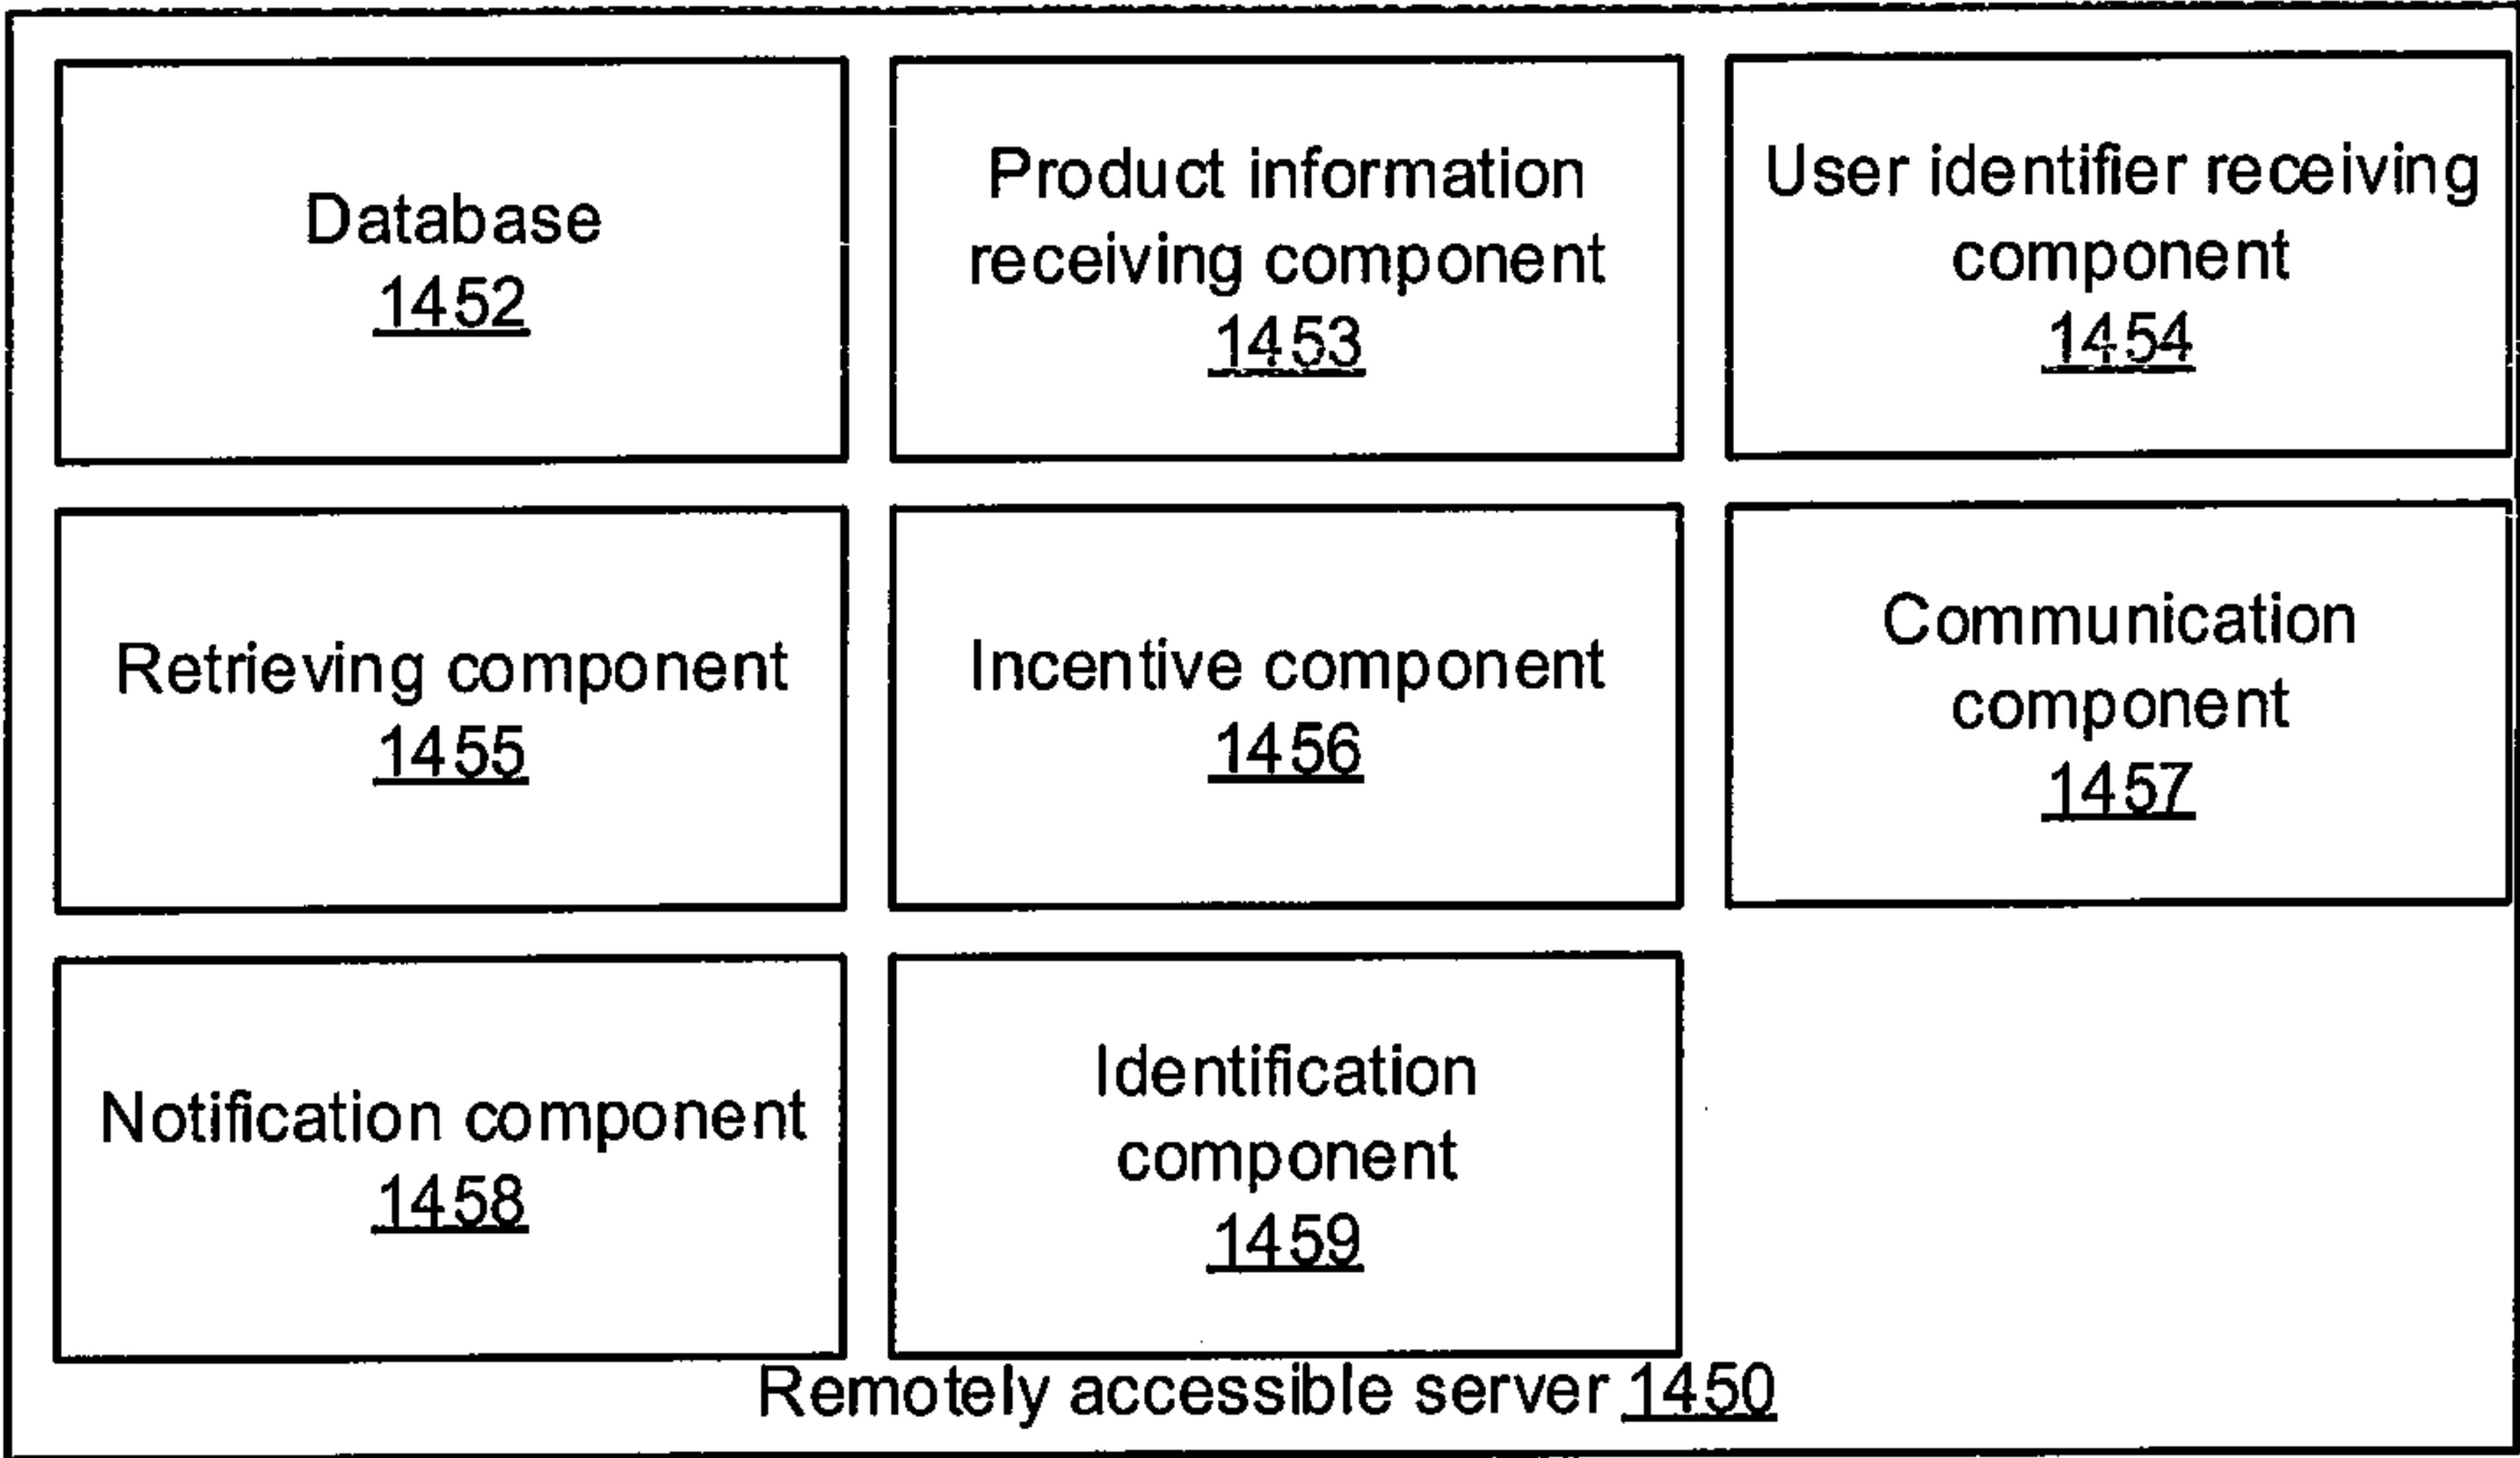 Database
1452
Product information
receiving component
1453
User identifier receiving
component
1454
Retrieving component
1455
Incentive component
1456
Communication
component
1457
Notification component
1458
Identification
component
1459
Remotely accessible server 1450